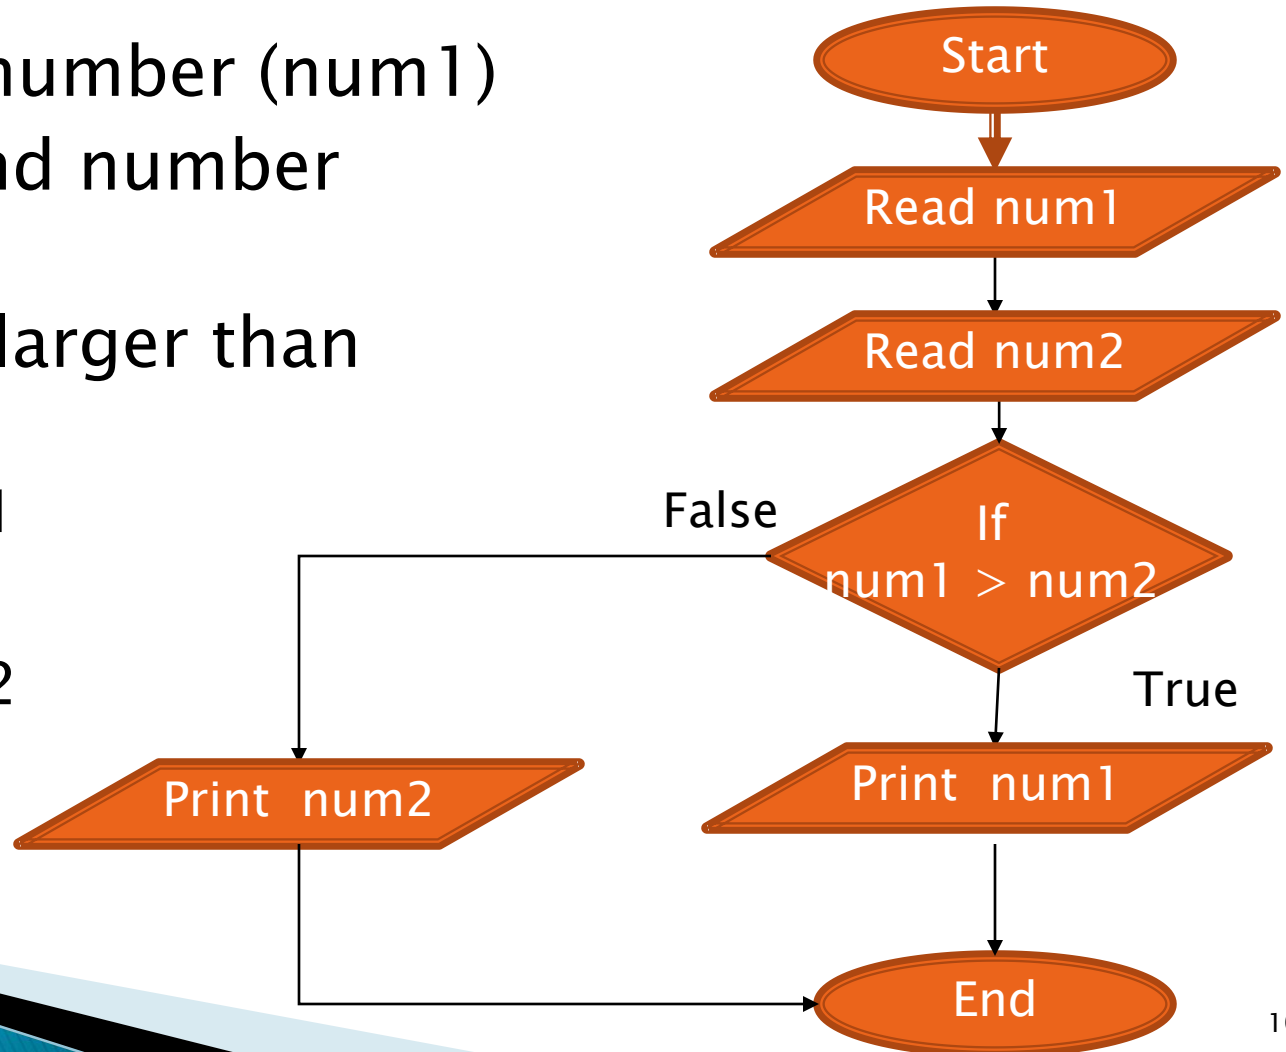 number (num1)
nd number
larger than
2
Start
Read num1
Read num2
If
num1 > num2
False
True
Print num2
Print num1
End